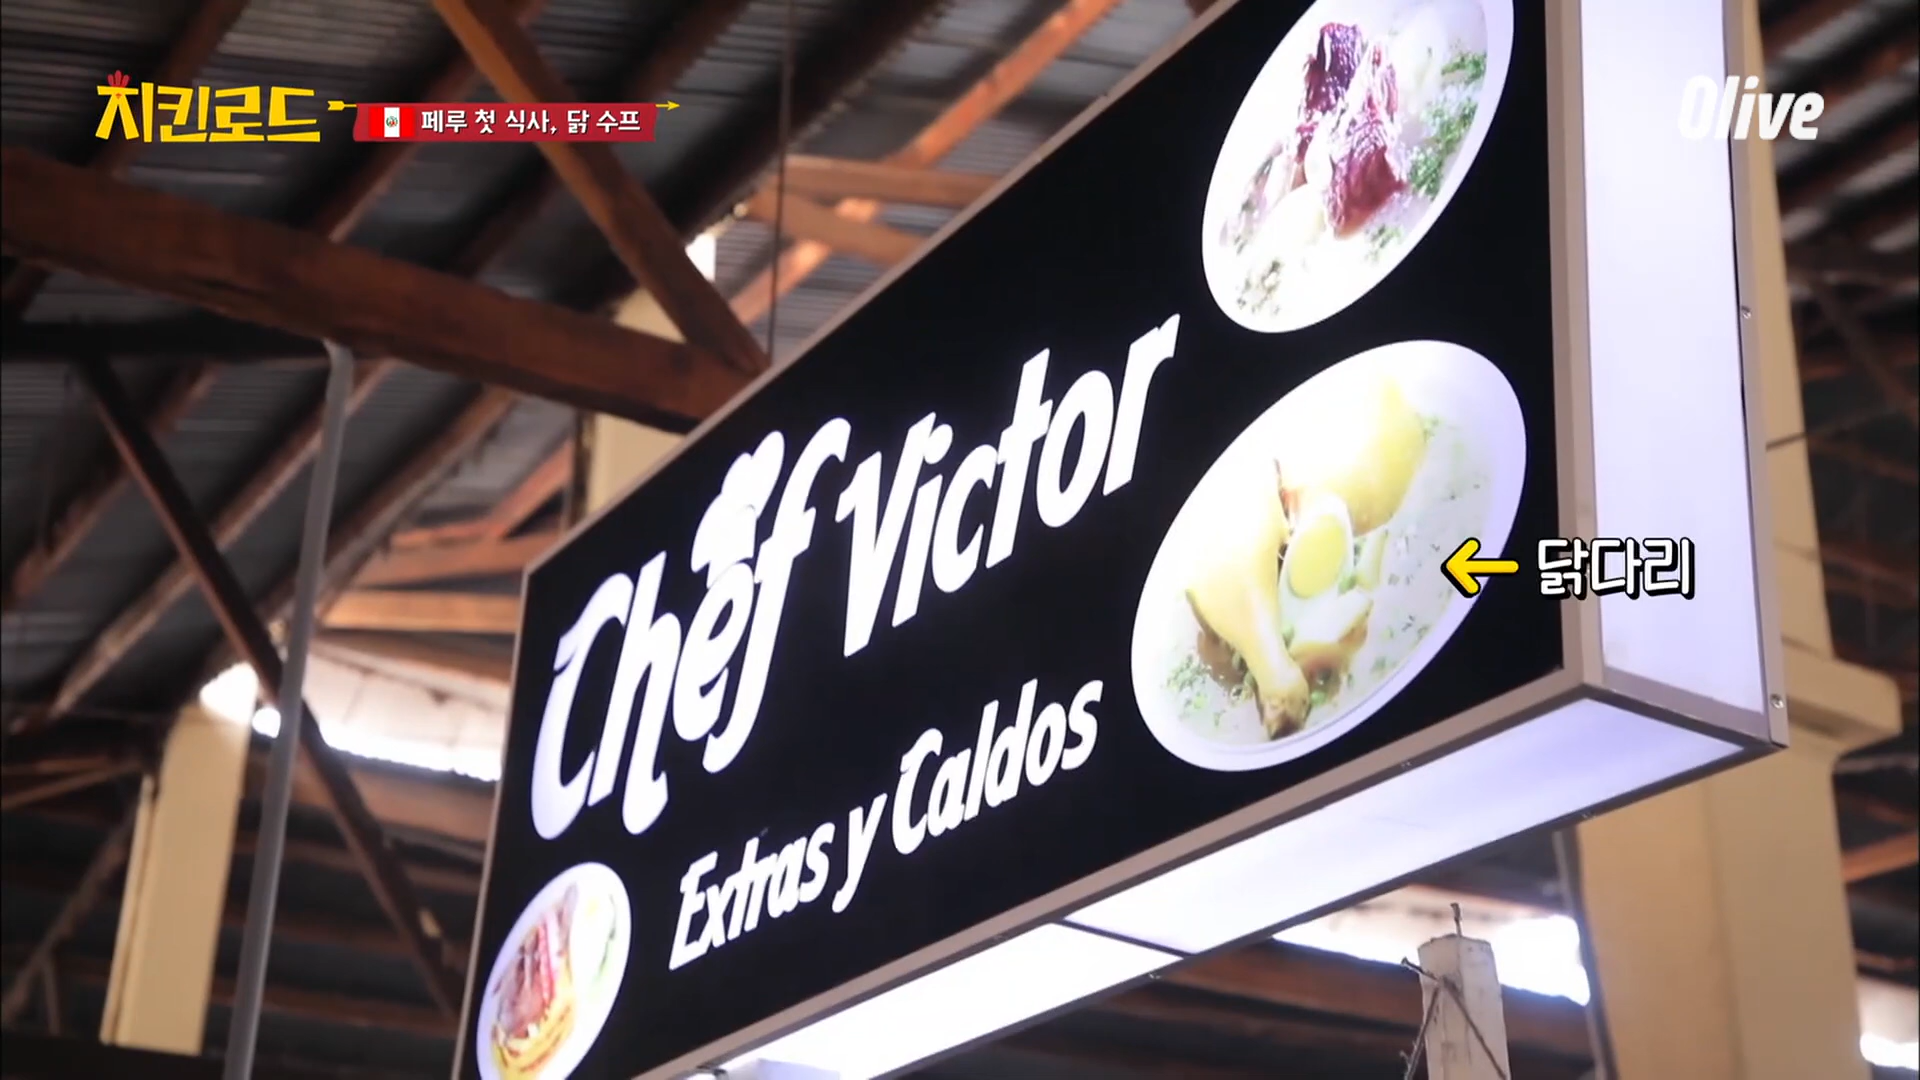 치킨로드
페루 첫 식사, 닭 수프
Olive
Chef Victor
Extras y Caldos
닭다리